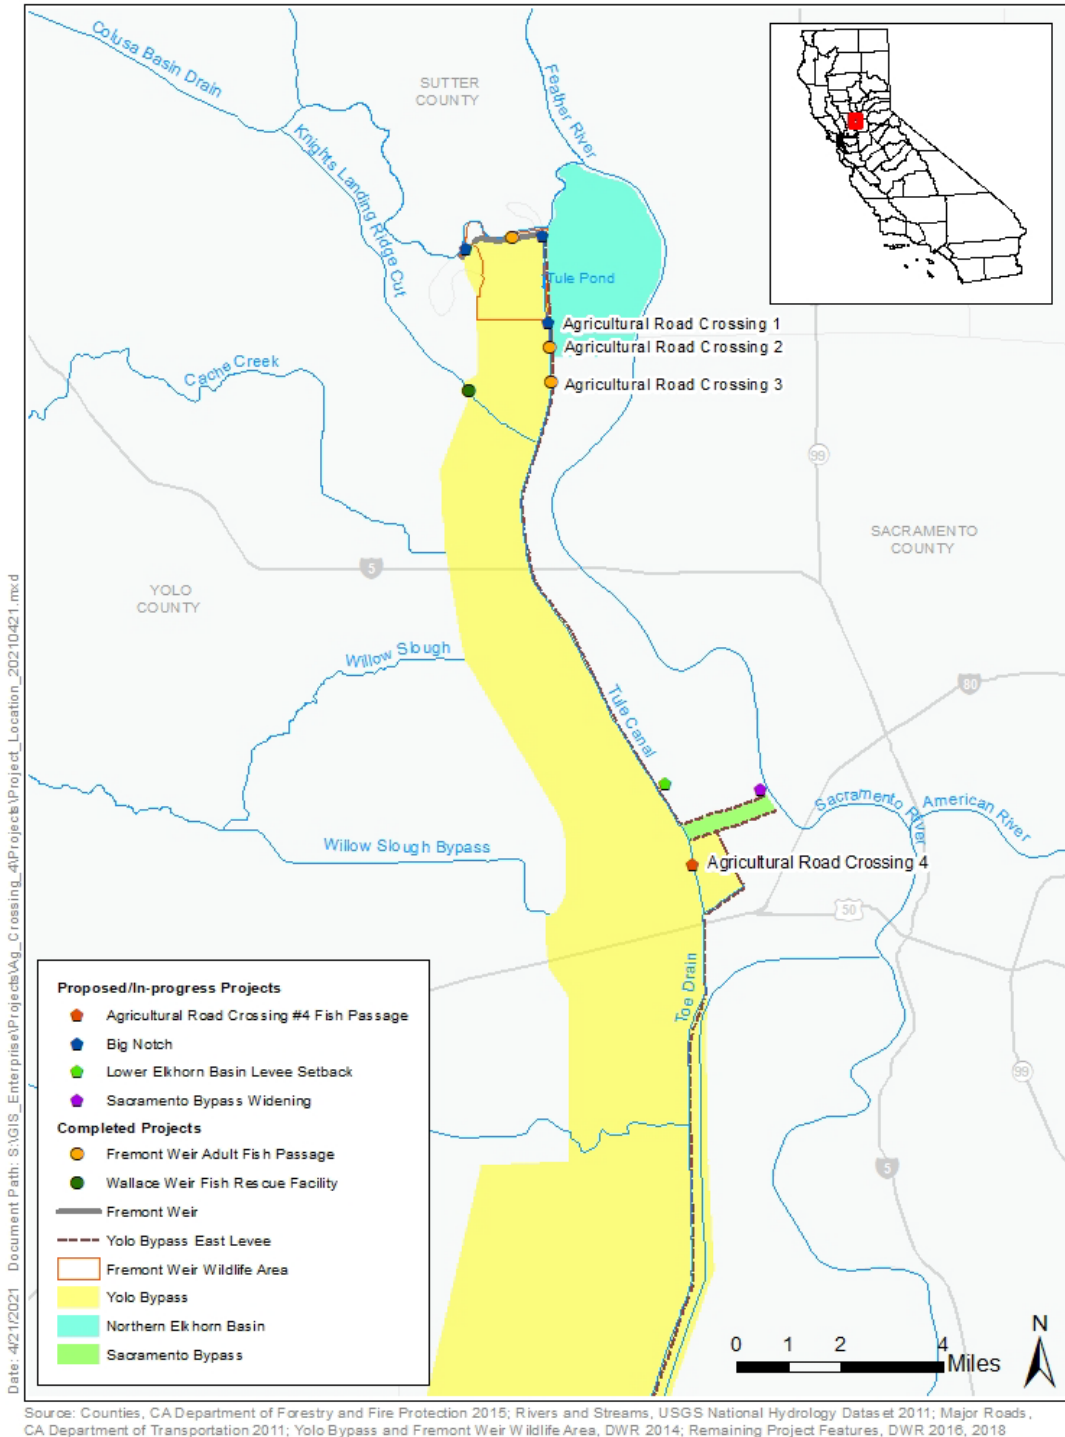 Colusa Basin Drain
SUTTER
COUNTY
Feather River
Knights Landing Ridge Cut
Tule Pond
Agricultural Road Crossing 1
Agricultural Road Crossing 2
Agricultural Road Crossing 3
Cache Creek
99
SACRAMENTO
COUNTY
5
YOLO
COUNTY
Willow Slough
80
Tule Canal
Sacramento River
American River
Willow Slough Bypass
Agricultural Road Crossing 4
50
Toe Drain
99
5
Proposed/In-progress Projects
Agricultural Road Crossing #4 Fish Passage
Big Notch
Lower Elkhorn Basin Levee Setback
Sacramento Bypass Widening
Completed Projects
Fremont Weir Adult Fish Passage
Wallace Weir Fish Rescue Facility
Fremont Weir
Yolo Bypass East Levee
Fremont Weir Wildlife Area
Yolo Bypass
Northern Elkhorn Basin
Sacramento Bypass
N
0 1 2 4
Miles
Date: 4/21/2021 Document Path: S:\GIS_Enterprise\Projects\Ag_Crossing_4\Projects\Project_Location_20210421.mxd
Source: Counties, CA Department of Forestry and Fire Protection 2015; Rivers and Streams, USGS National Hydrology Dataset 2011; Major Roads,
CA Department of Transportation 2011; Yolo Bypass and Fremont Weir Wildlife Area, DWR 2014; Remaining Project Features, DWR 2016, 2018